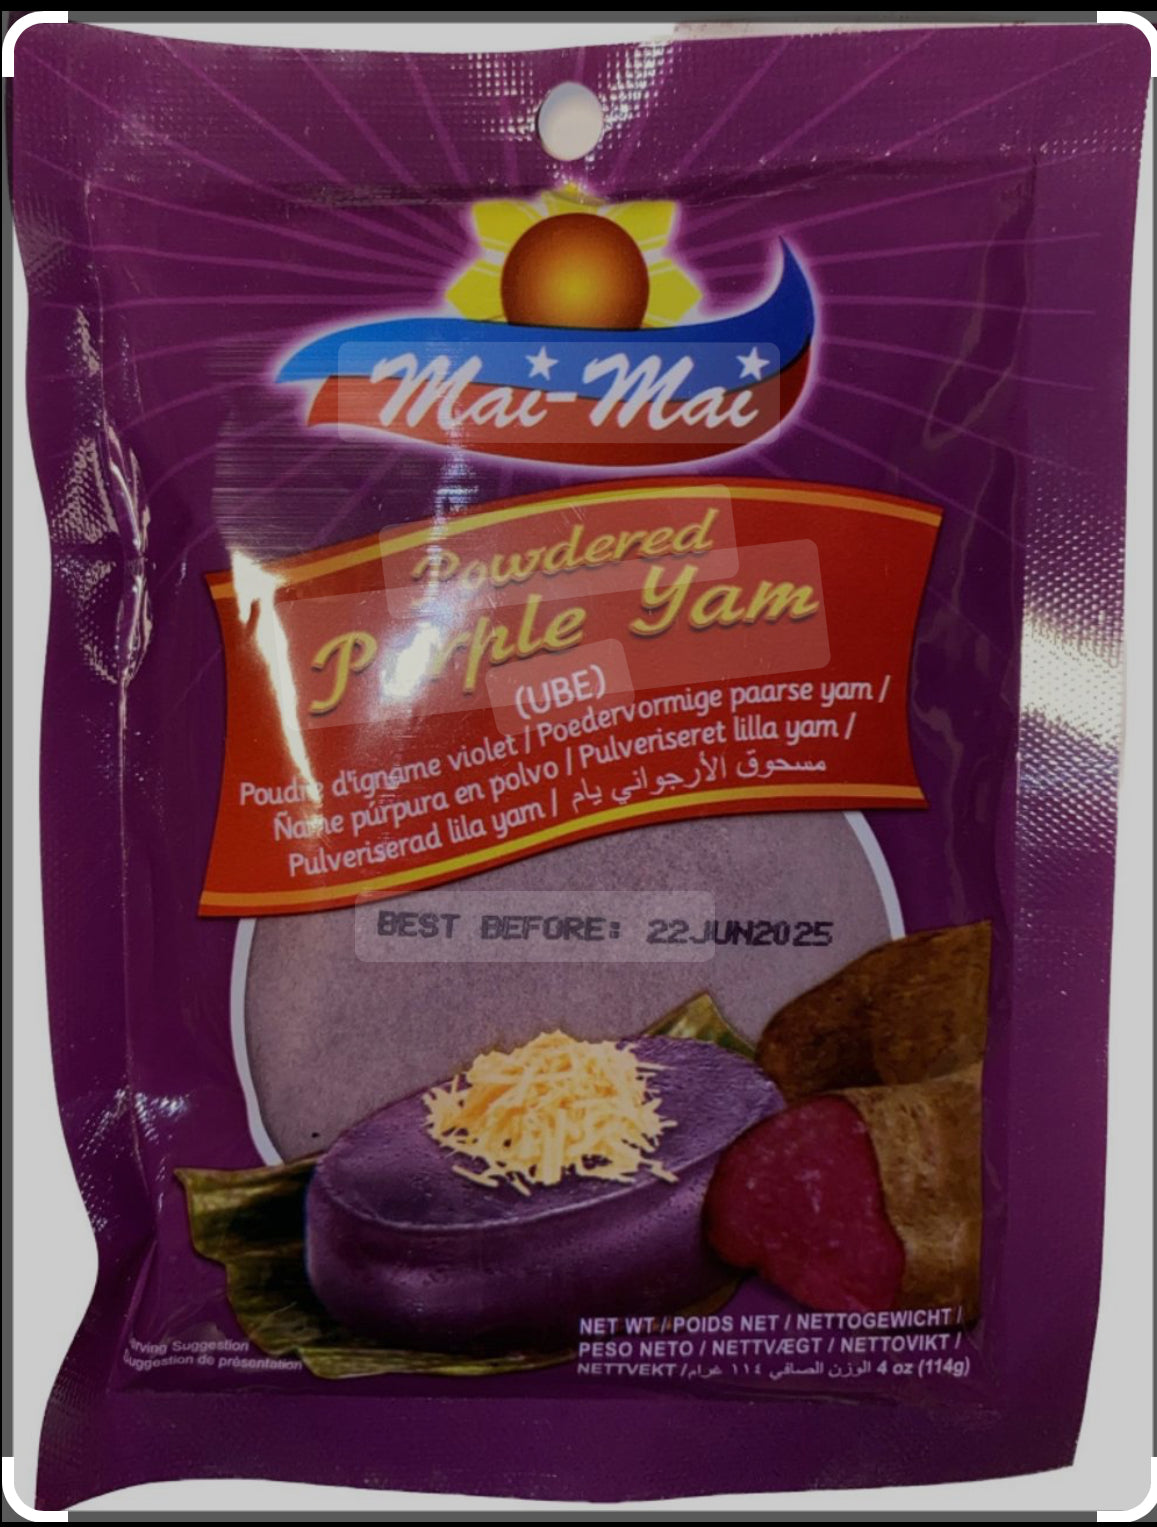 Mai-Mai
Powdered
Purple Yam
(UBE)
Poudre d'igname violet / Poedervormige paarse yam /
Ñame púrpura en polvo / Pulveriseret lilla yam /
Pulveriserad lila yam / مسحوق الأرجواني يام
BEST BEFORE: 22JUN2025
NET WT / POIDS NET / NETTOGEWICHT /
PESO NETO / NETTVÆGT / NETTOVIKT /
NETTVEKT / الوزن الصافي ١١٤ غرام 4 oz (114g)
Serving Suggestion
Suggestion de présentation